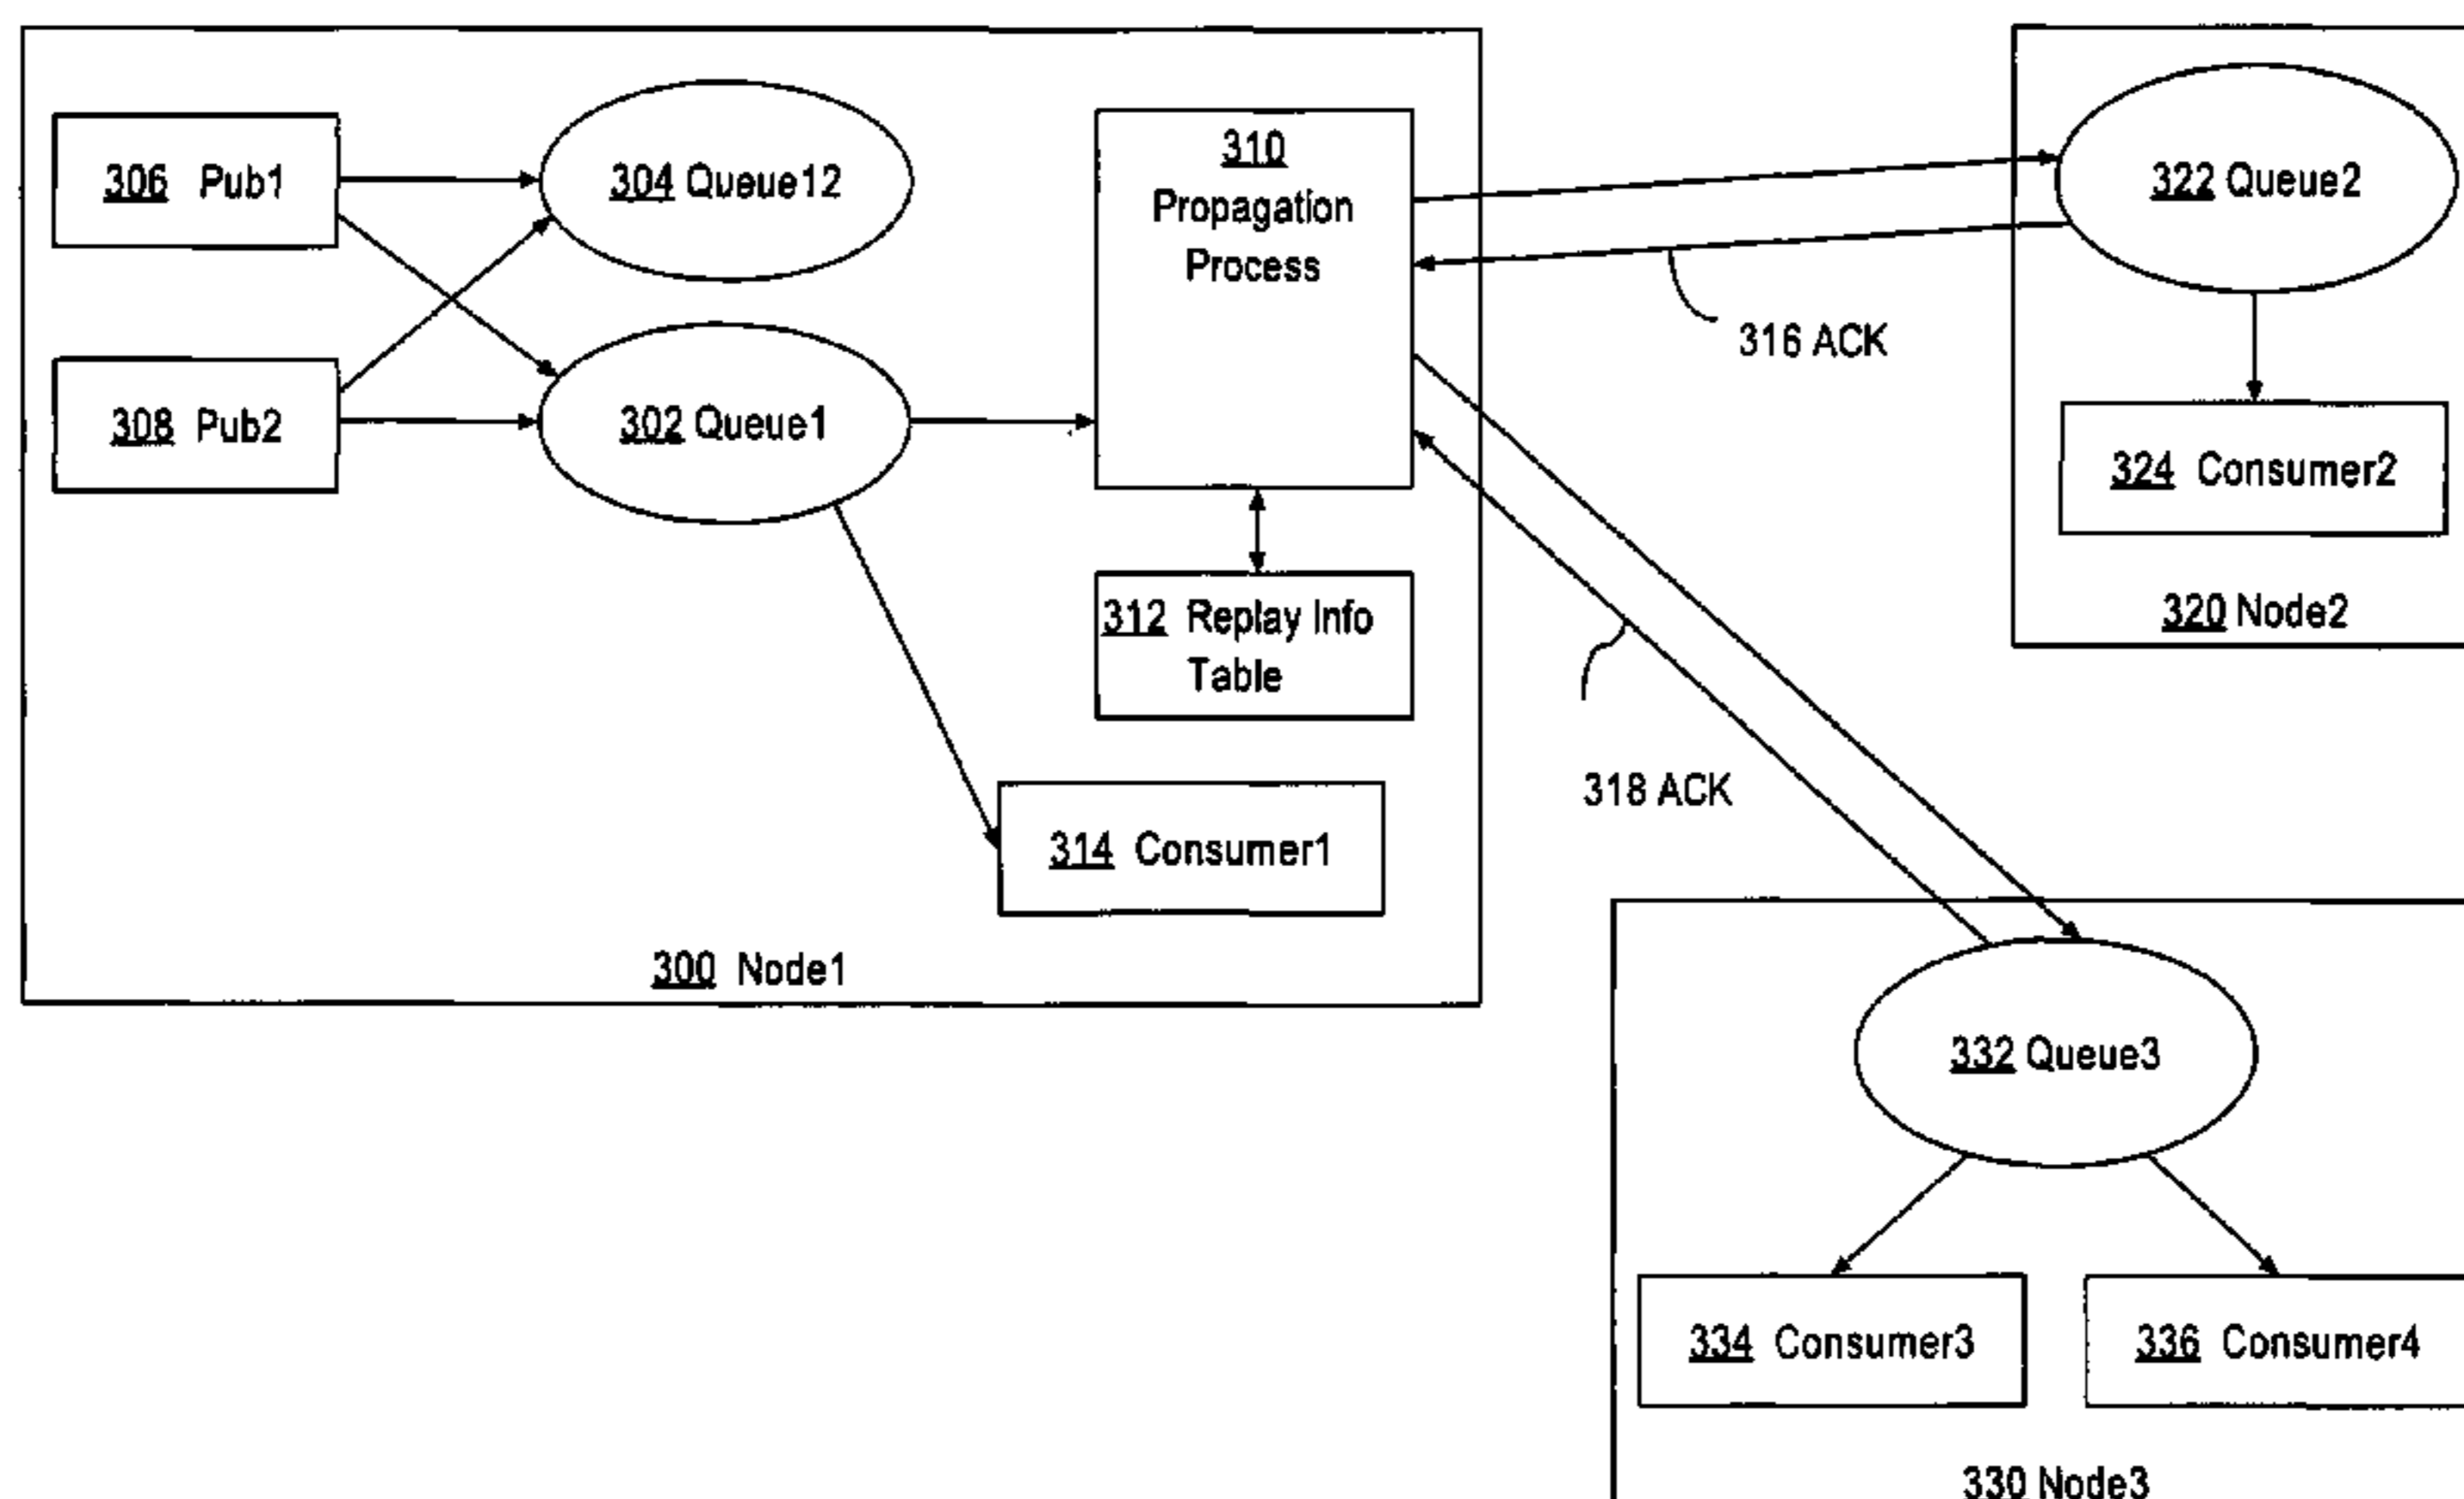 306 Pub1
304 Queue12
308 Pub2
302 Queue1
310
Propagation
Process
312 Replay Info
Table
314 Consumer1
300 Node1
316 ACK
318 ACK
322 Queue2
324 Consumer2
320 Node2
332 Queue3
334 Consumer3
336 Consumer4
330 Node3